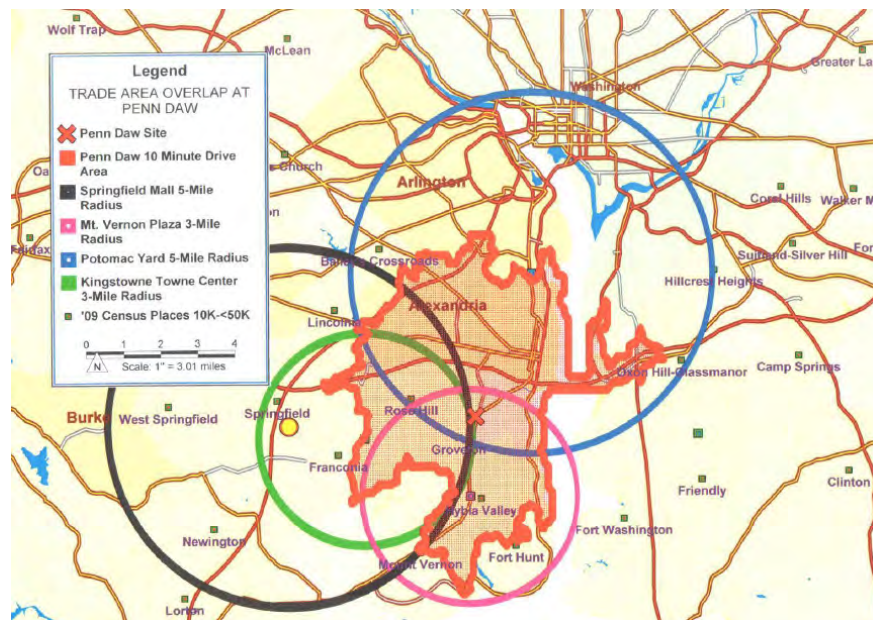 Wolf Trap
McLean
Greater La
Washington
Legend
TRADE AREA OVERLAP AT
PENN DAW
Penn Daw Site
Penn Daw 10 Minute Drive
Area
Springfield Mall 5-Mile
Radius
Mt. Vernon Plaza 3-Mile
Radius
Potomac Yard 5-Mile Radius
Kingstowne Towne Center
3-Mile Radius
'09 Census Places 10K-<50K
0 1 2 3 4
N
Scale: 1" = 3.01 miles
Oa
Church
Arlington
Coral Hills
Walker M
Fairfax
Crossroads
Suitland-Silver Hill
For
Hillcrest Heights
Alexandria
Lincolnia
Oxon Hill-Glassmanor
Camp Springs
Burke
West Springfield
Springfield
Rose Hill
Groveton
Franconia
Friendly
Clinton
Hybla Valley
Newington
Fort Washington
Fort Hunt
Mount Vernon
Lorton